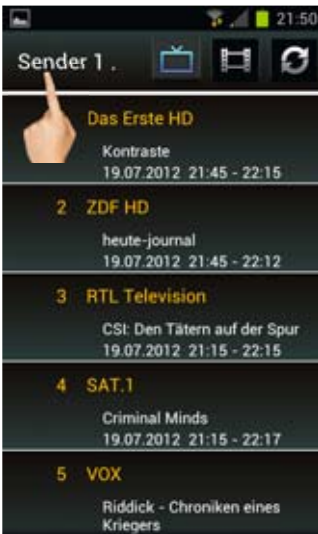 21:50
Sender 1 .
Das Erste HD
Kontraste
19.07.2012 21:45 - 22:15
2 ZDF HD
heute-journal
19.07.2012 21:45 - 22:12
3 RTL Television
CSI: Den Tätern auf der Spur
19.07.2012 21:15 - 22:15
4 SAT.1
Criminal Minds
19.07.2012 21:15 - 22:17
5 VOX
Riddick - Chroniken eines
Kriegers